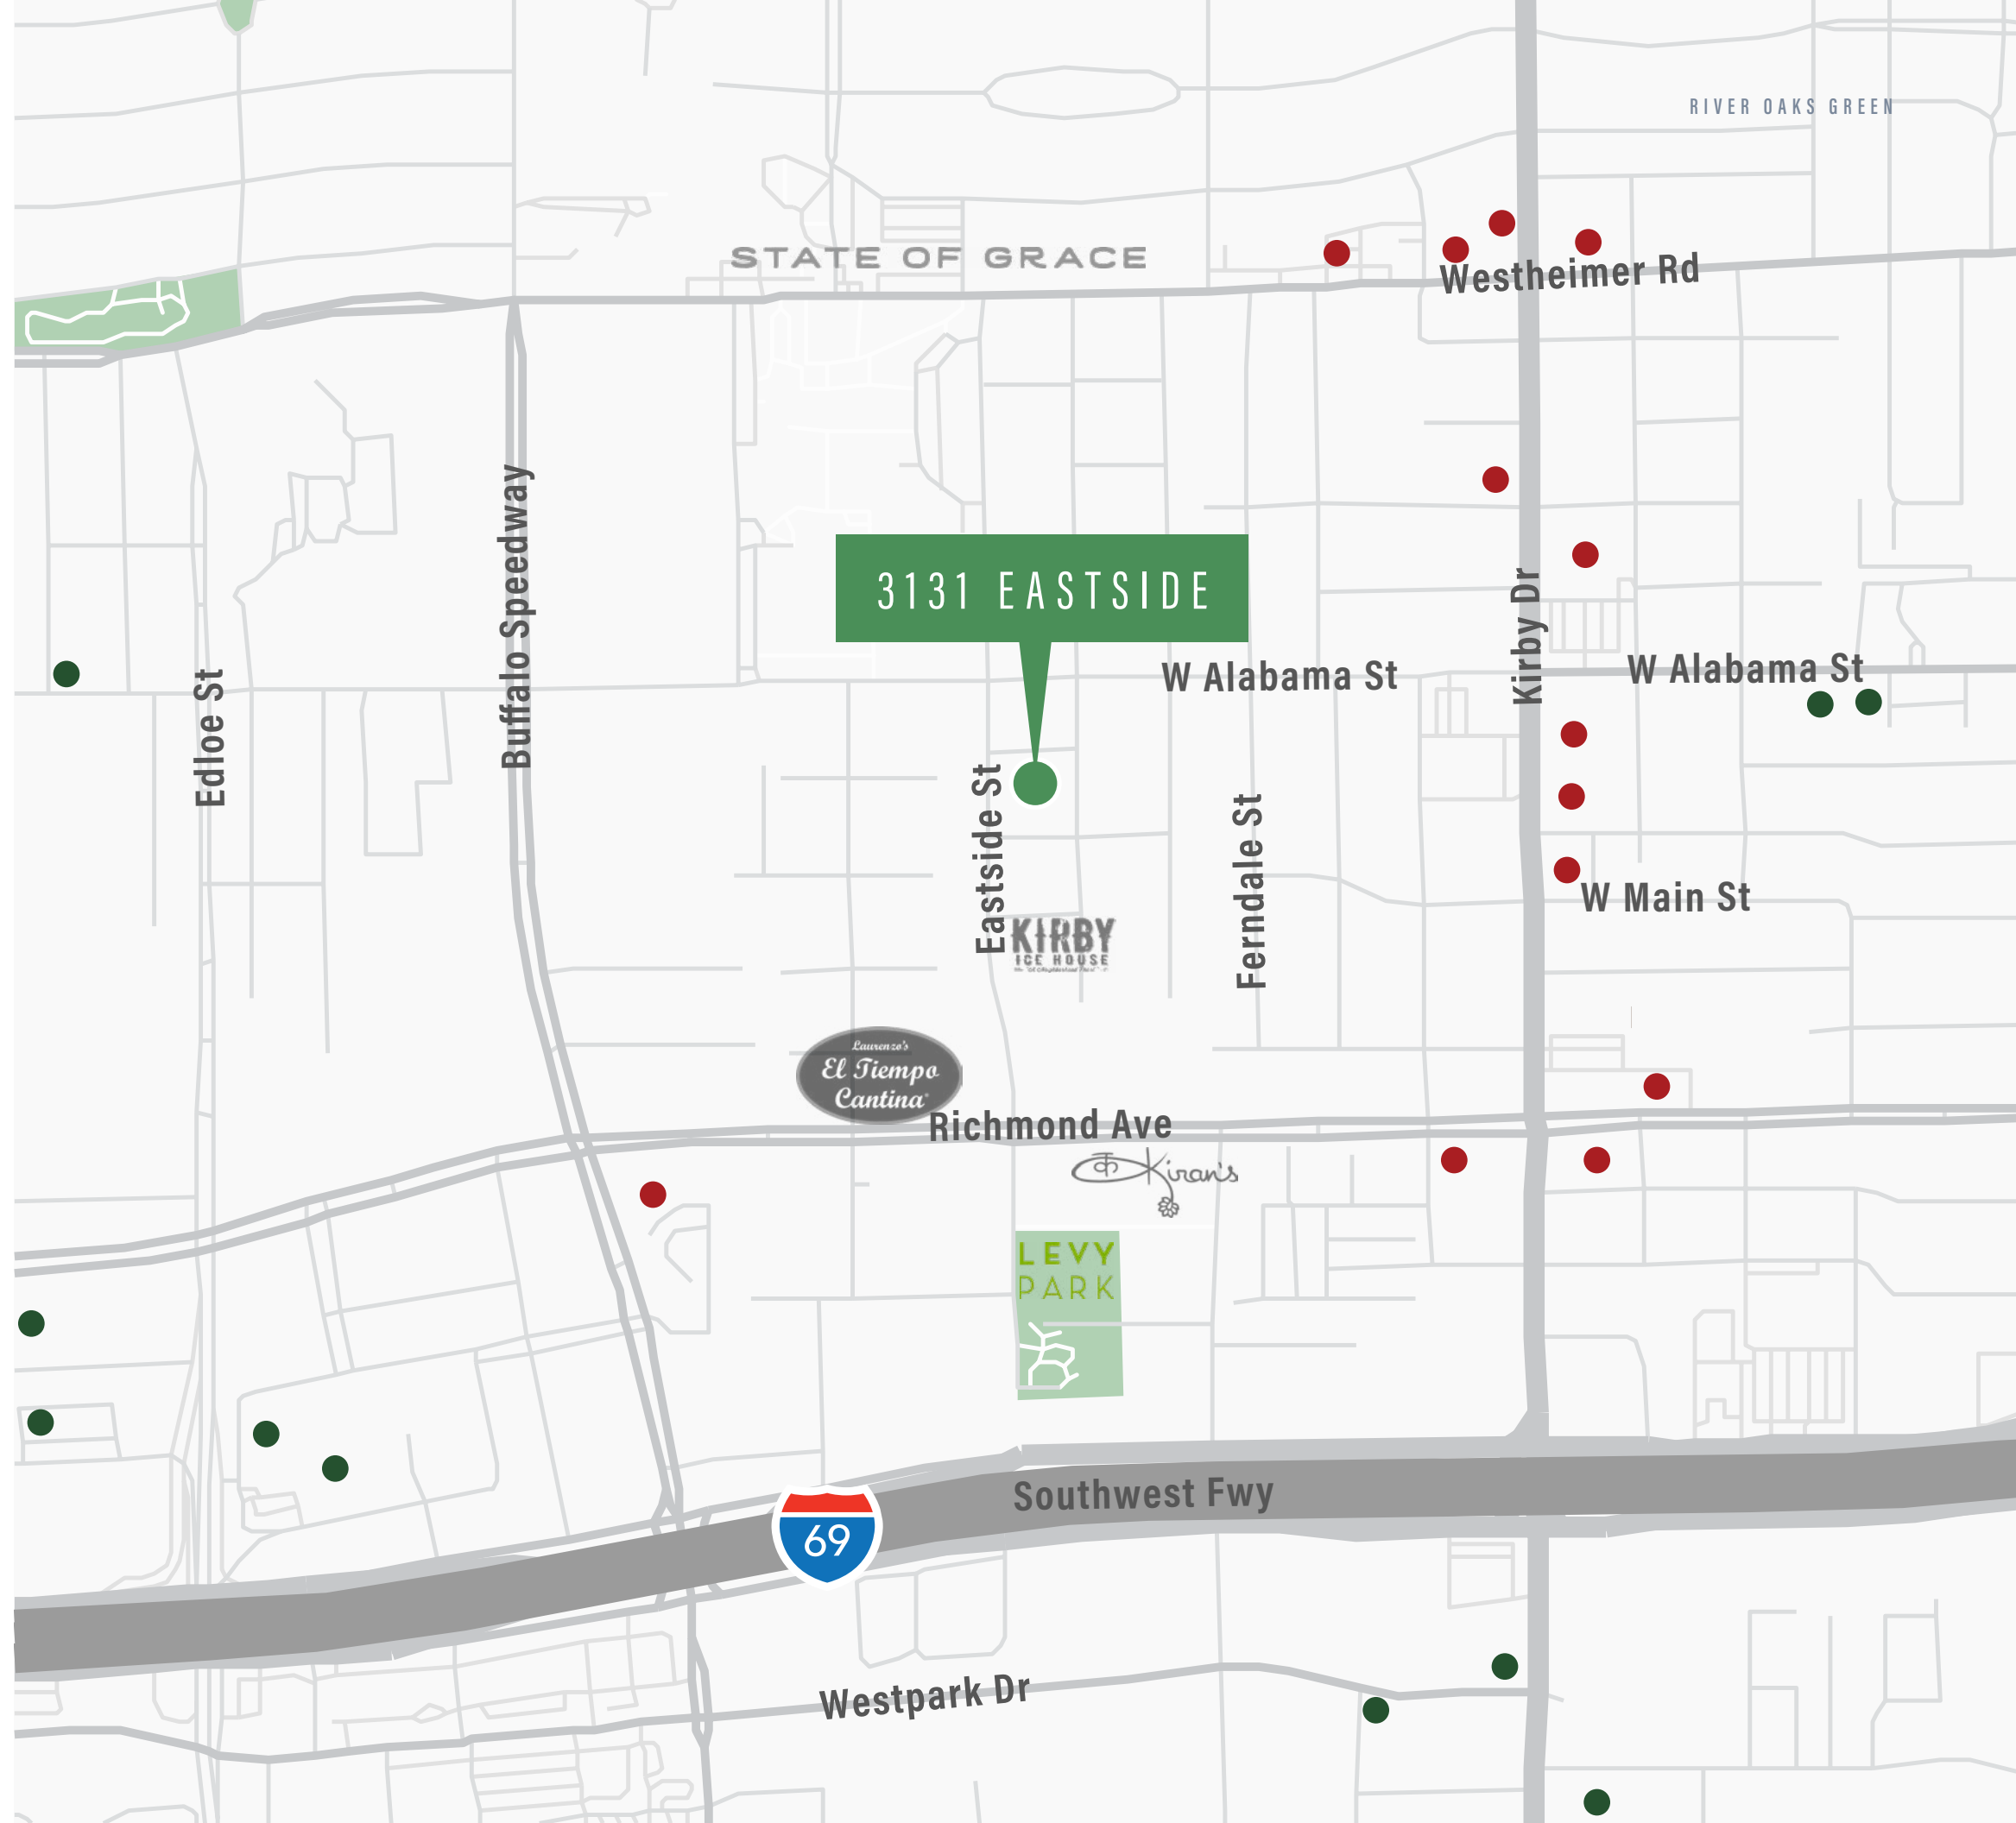 RIVER OAKS GREEN
STATE OF GRACE
Westheimer Rd
Buffalo Speedway
3131 EASTSIDE
Kirby Dr
W Alabama St
W Alabama St
Edloe St
Eastside St
Ferndale St
W Main St
KIRBY
ICE HOUSE
Laurenzo's
El Tiempo
Cantina
Richmond Ave
Kiran's
LEVY
PARK
Southwest Fwy
69
Westpark Dr